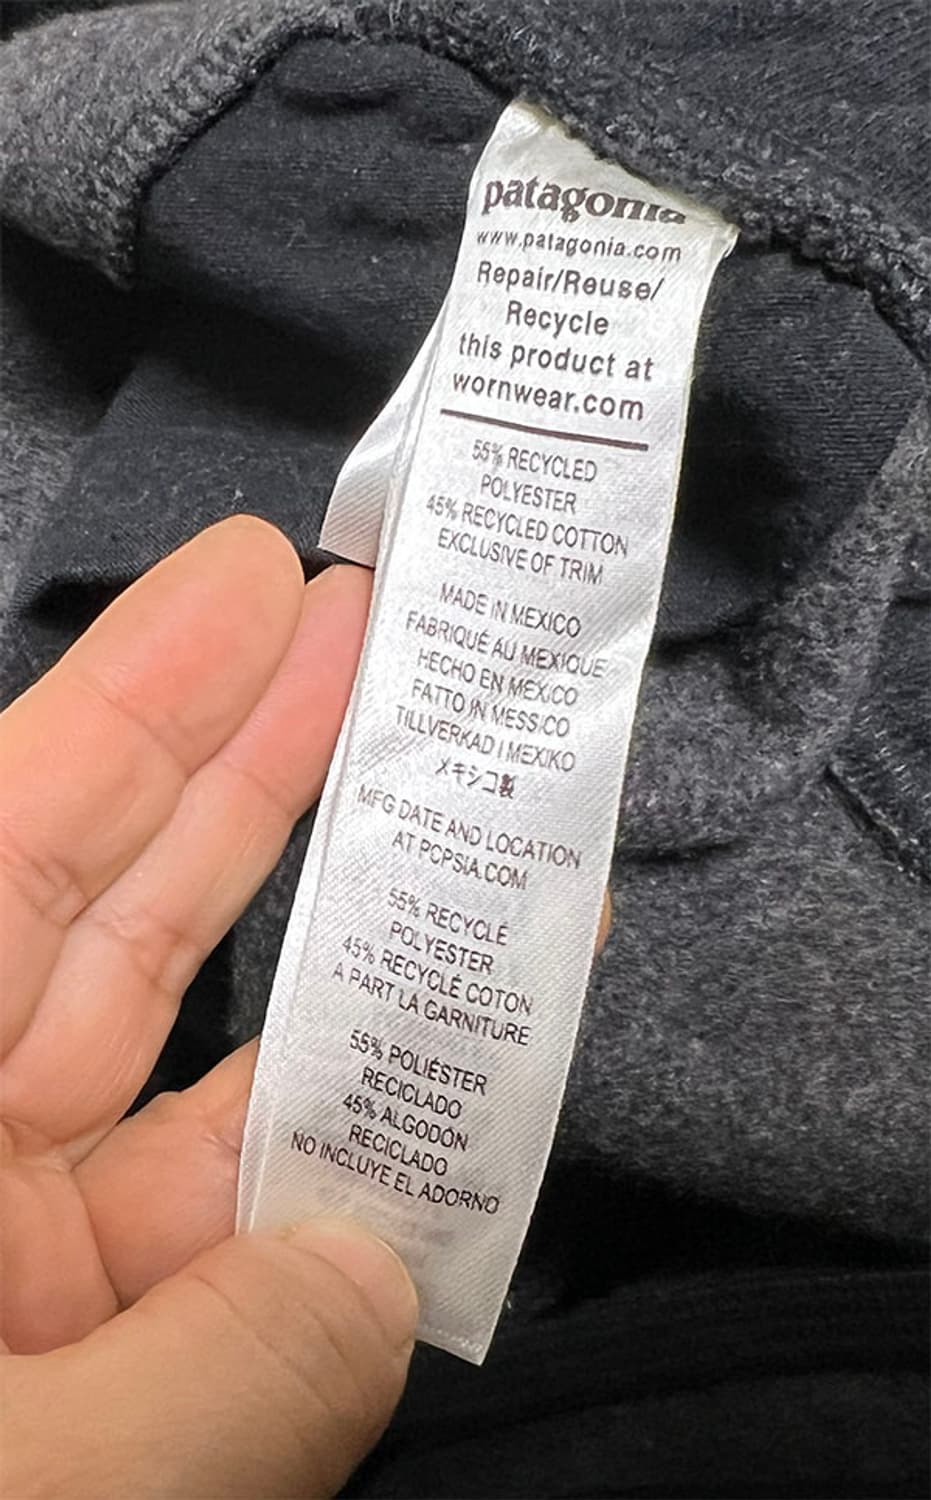 patagonia
www.patagonia.com
Repair/Reuse/
Recycle
this product at
wornwear.com
55% RECYCLED
POLYESTER
45% RECYCLED COTTON
EXCLUSIVE OF TRIM
MADE IN MEXICO
FABRIQUÉ AU MEXIQUE
HECHO EN MÉXICO
FATTO IN MESSICO
TILLVERKAD I MEXIKO
メキシコ製
MFG DATE AND LOCATION
AT PCPSIA.COM
55% RECYCLÉ
POLYESTER
45% RECYCLÉ COTON
À PART LA GARNITURE
55% POLIÉSTER
RECICLADO
45% ALGODÓN
RECICLADO
NO INCLUYE EL ADORNO